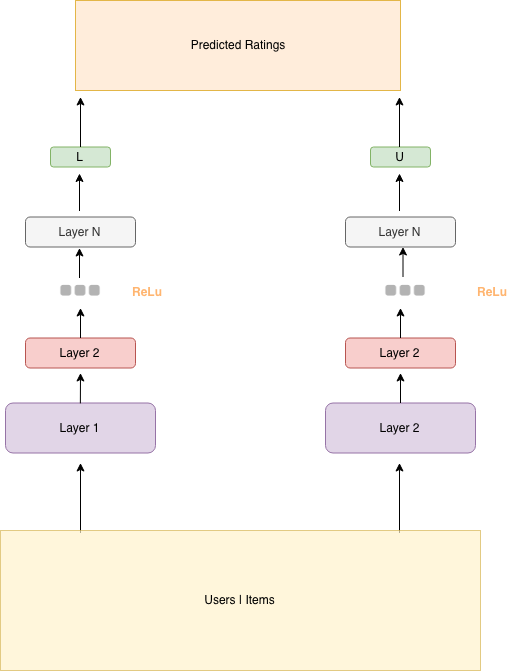 Predicted Ratings
L
U
Layer N
Layer N
ReLu
ReLu
Layer 2
Layer 2
Layer 1
Layer 2
Users | Items